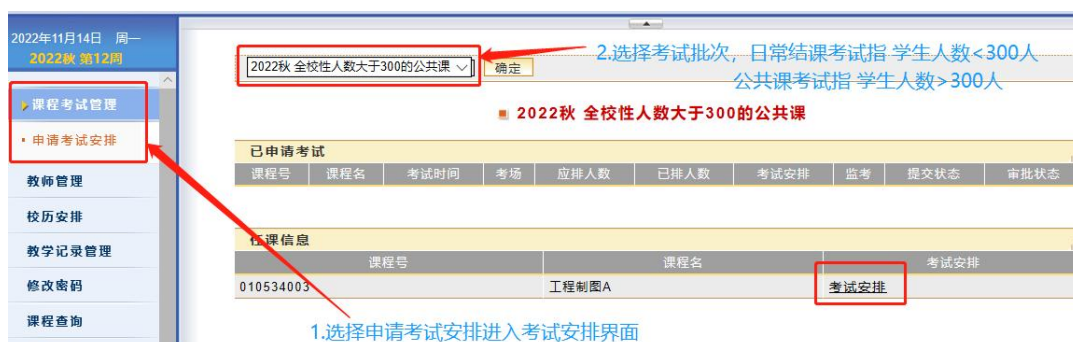 2022年11月14日 周一
2022秋 第12周
课程考试管理
申请考试安排
教师管理
校历安排
教学记录管理
修改密码
课程查询
2022秋 全校性人数大于300的公共课 确定
2.选择考试批次，日常结课考试指 学生人数<300人
公共课考试指 学生人数>300人
2022秋 全校性人数大于300的公共课
已申请考试
课程号 课程名 考试时间 考场 应排人数 已排人数 考试安排 监考 提交状态 审批状态
任课信息
课程号 课程名 考试安排
010534003 工程制图A 考试安排
1.选择申请考试安排进入考试安排界面